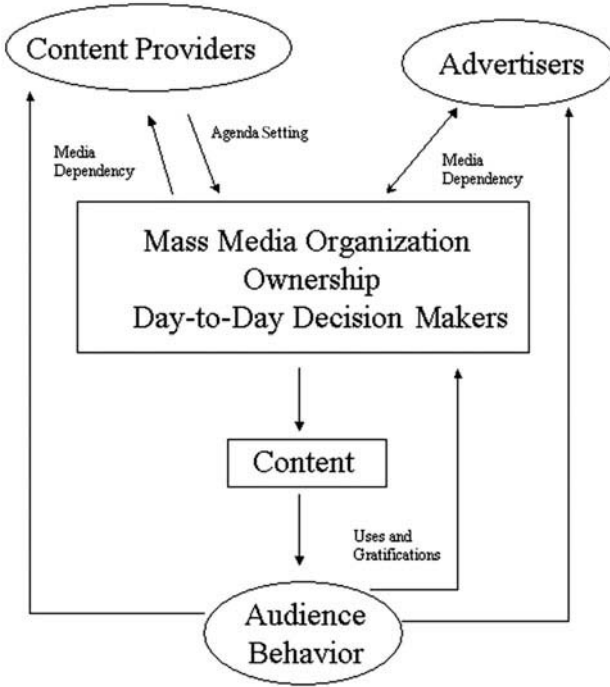 Content Providers
Advertisers
Agenda Setting
Media
Dependency
Media
Dependency
Mass Media Organization
Ownership
Day-to-Day Decision Makers
Content
Uses and
Gratifications
Audience
Behavior